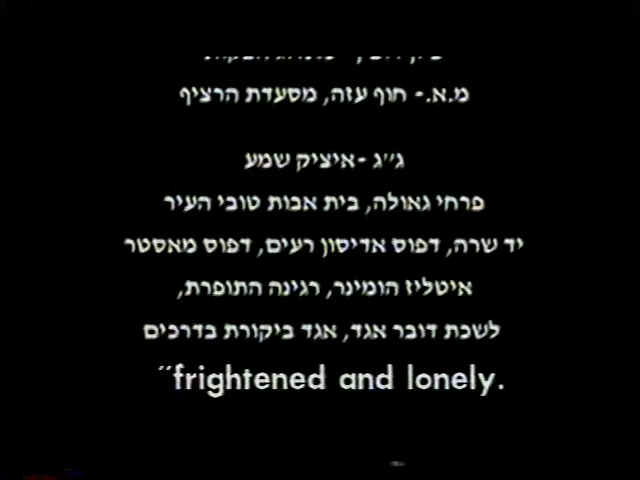 מ.א.- חוף עזה, מסעדת הרציף
ג״ג -איציק שמע
פרחי גאולה, בית אבות טובי העיר
יד שרה, דפוס אדיסון רעים, דפוס מאסטר
איטליז הומינר, רגינה התופרת,
לשכת דובר אגד, אגד ביקורת בדרכים
״frightened and lonely.